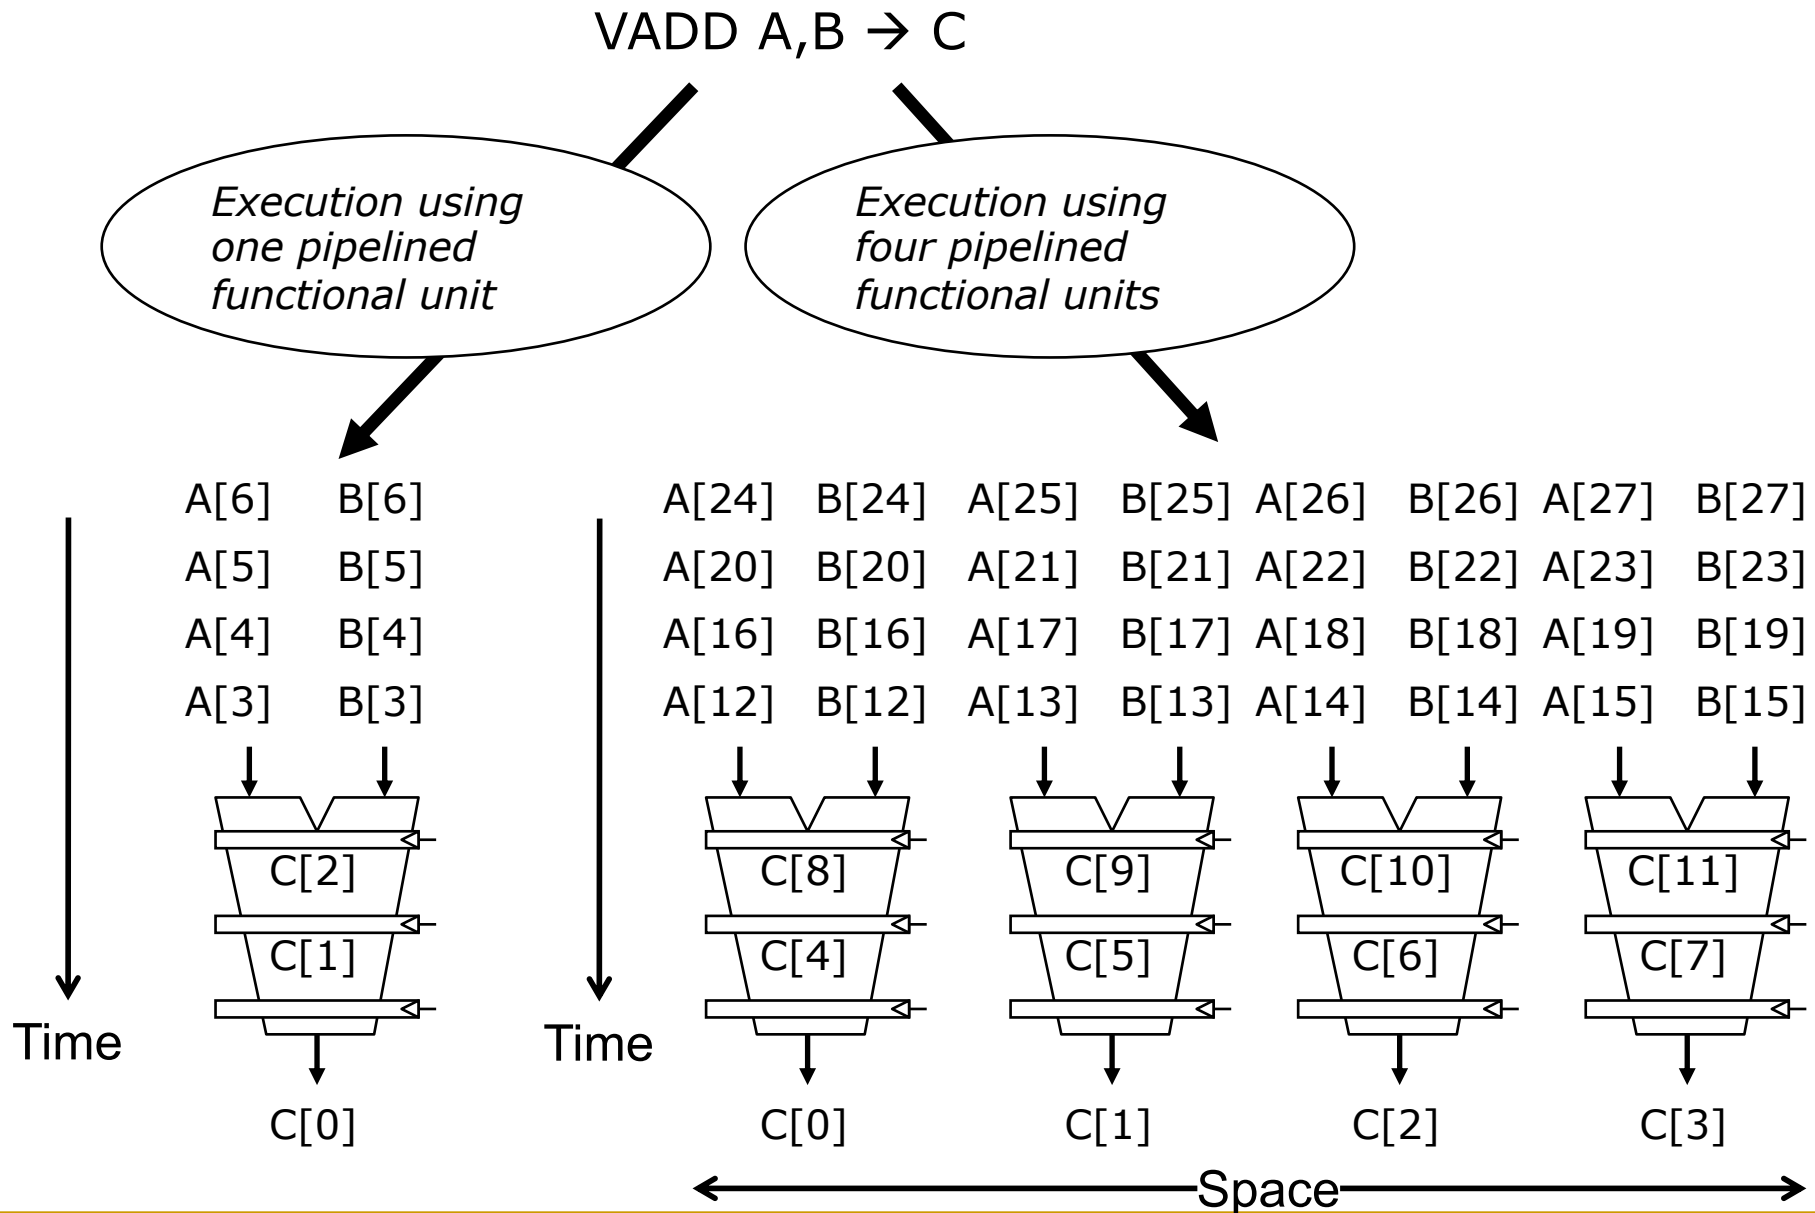 VADD A,B → C
Execution using
one pipelined
functional unit
Execution using
four pipelined
functional units
A[6] B[6] A[24] B[24] A[25] B[25] A[26] B[26] A[27] B[27]
A[5] B[5] A[20] B[20] A[21] B[21] A[22] B[22] A[23] B[23]
A[4] B[4] A[16] B[16] A[17] B[17] A[18] B[18] A[19] B[19]
A[3] B[3] A[12] B[12] A[13] B[13] A[14] B[14] A[15] B[15]
C[2] C[8] C[9] C[10] C[11]
C[1] C[4] C[5] C[6] C[7]
Time Time
C[0] C[0] C[1] C[2] C[3]
Space